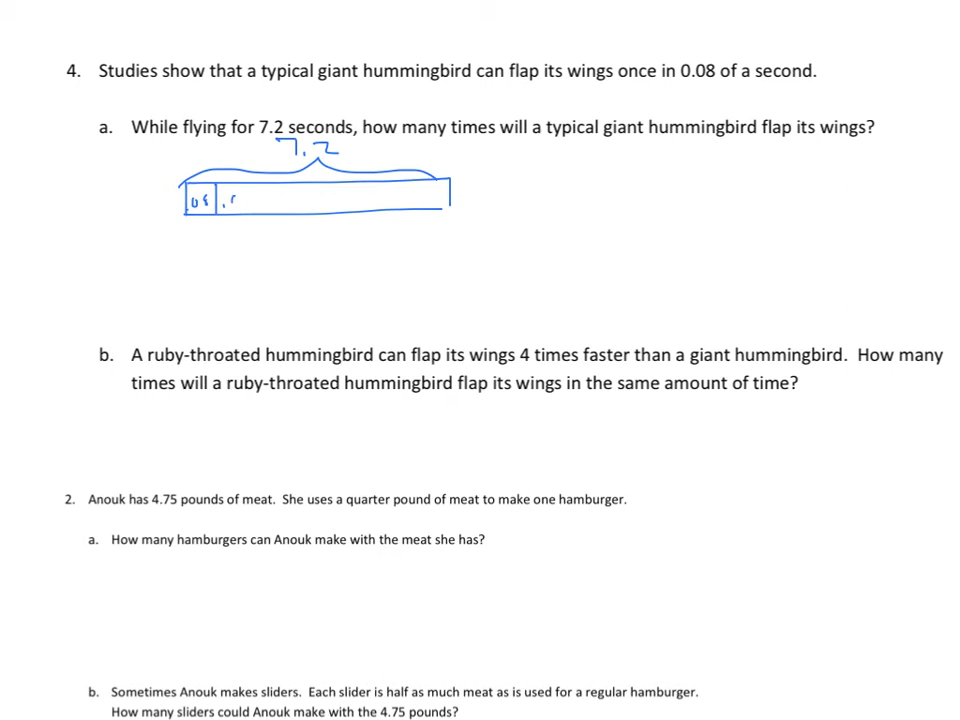 4. Studies show that a typical giant hummingbird can flap its wings once in 0.08 of a second.
a. While flying for 7.2 seconds, how many times will a typical giant hummingbird flap its wings?
7.2
08
b. A ruby-throated hummingbird can flap its wings 4 times faster than a giant hummingbird. How many
times will a ruby-throated hummingbird flap its wings in the same amount of time?
2. Anouk has 4.75 pounds of meat. She uses a quarter pound of meat to make one hamburger.
a. How many hamburgers can Anouk make with the meat she has?
b. Sometimes Anouk makes sliders. Each slider is half as much meat as is used for a regular hamburger.
How many sliders could Anouk make with the 4.75 pounds?